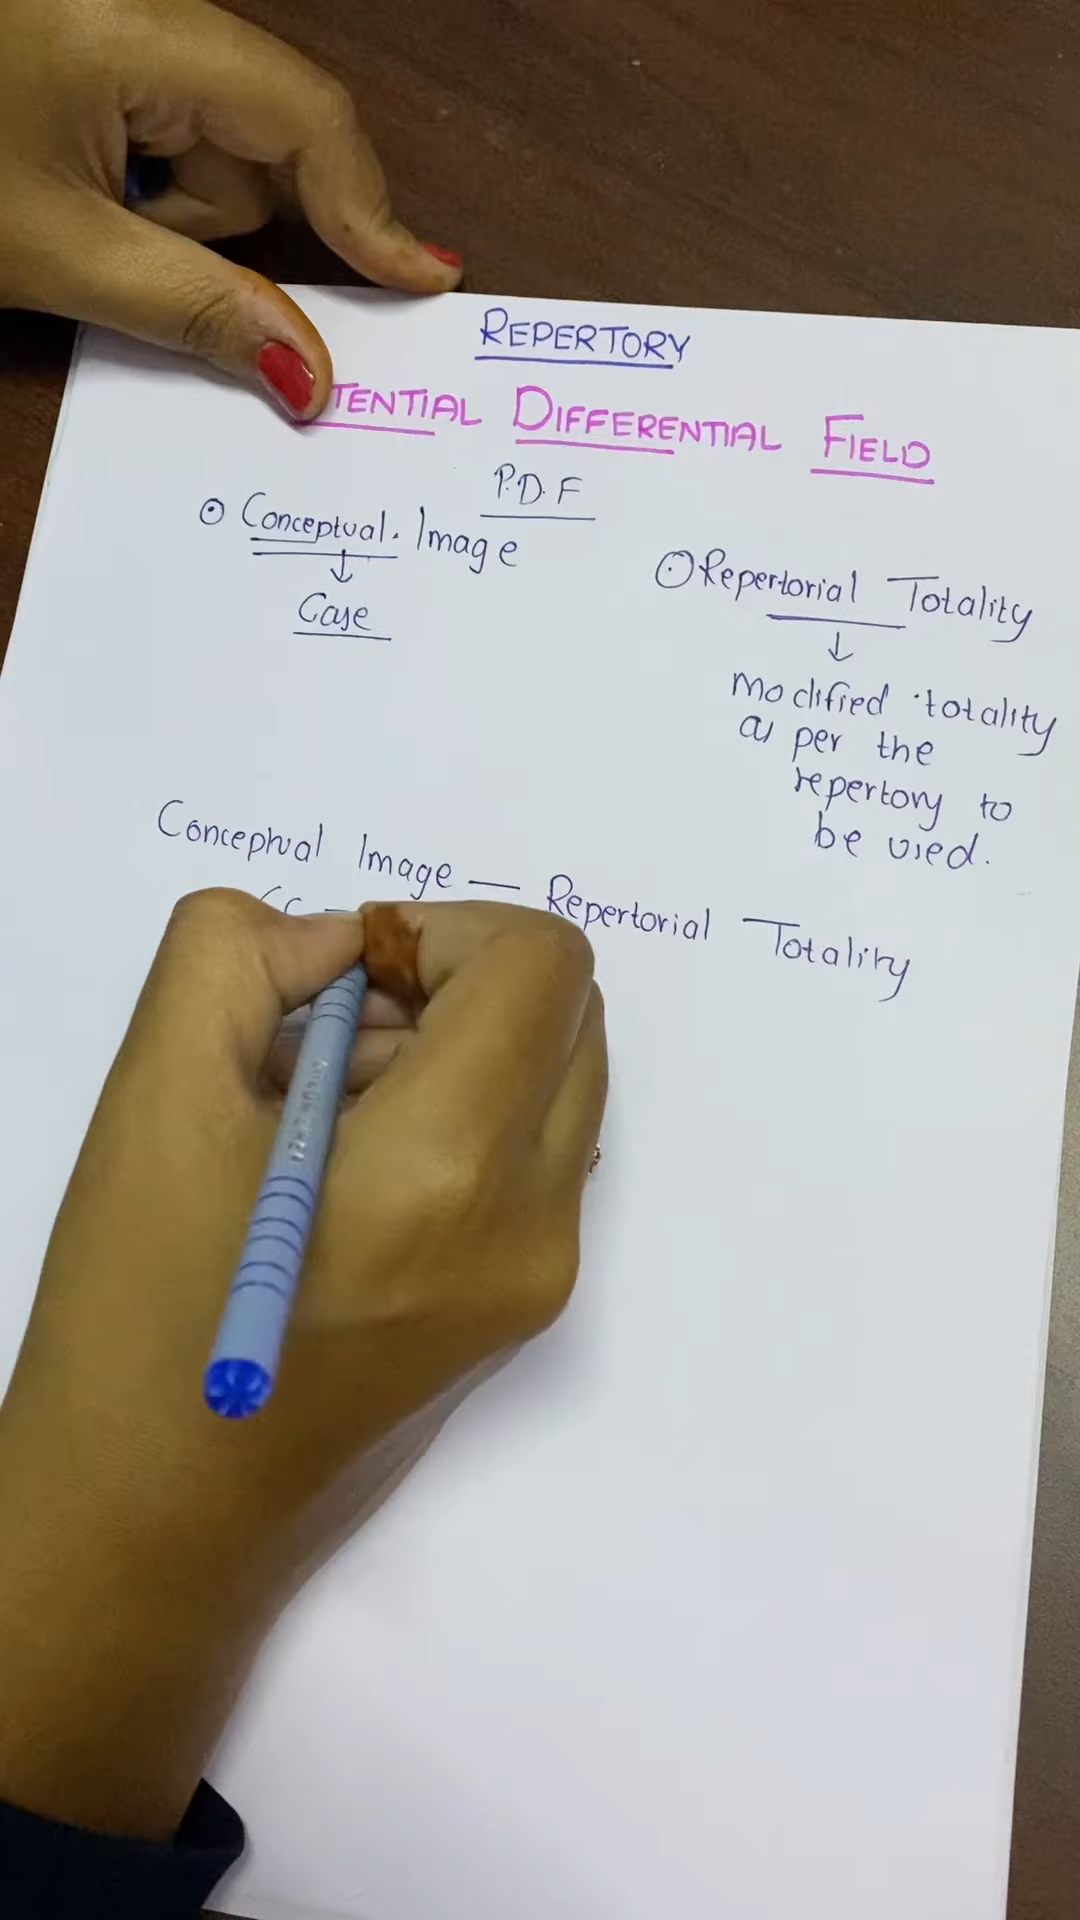 REPERTORY
TENTIAL DIFFERENTIAL FIELD
P.D.F
Conceptual. Image
↓
Case
Repertorial Totality
↓
Modified totality
as per the
repertory to
be used.
Conceptual Image — Repertorial Totality